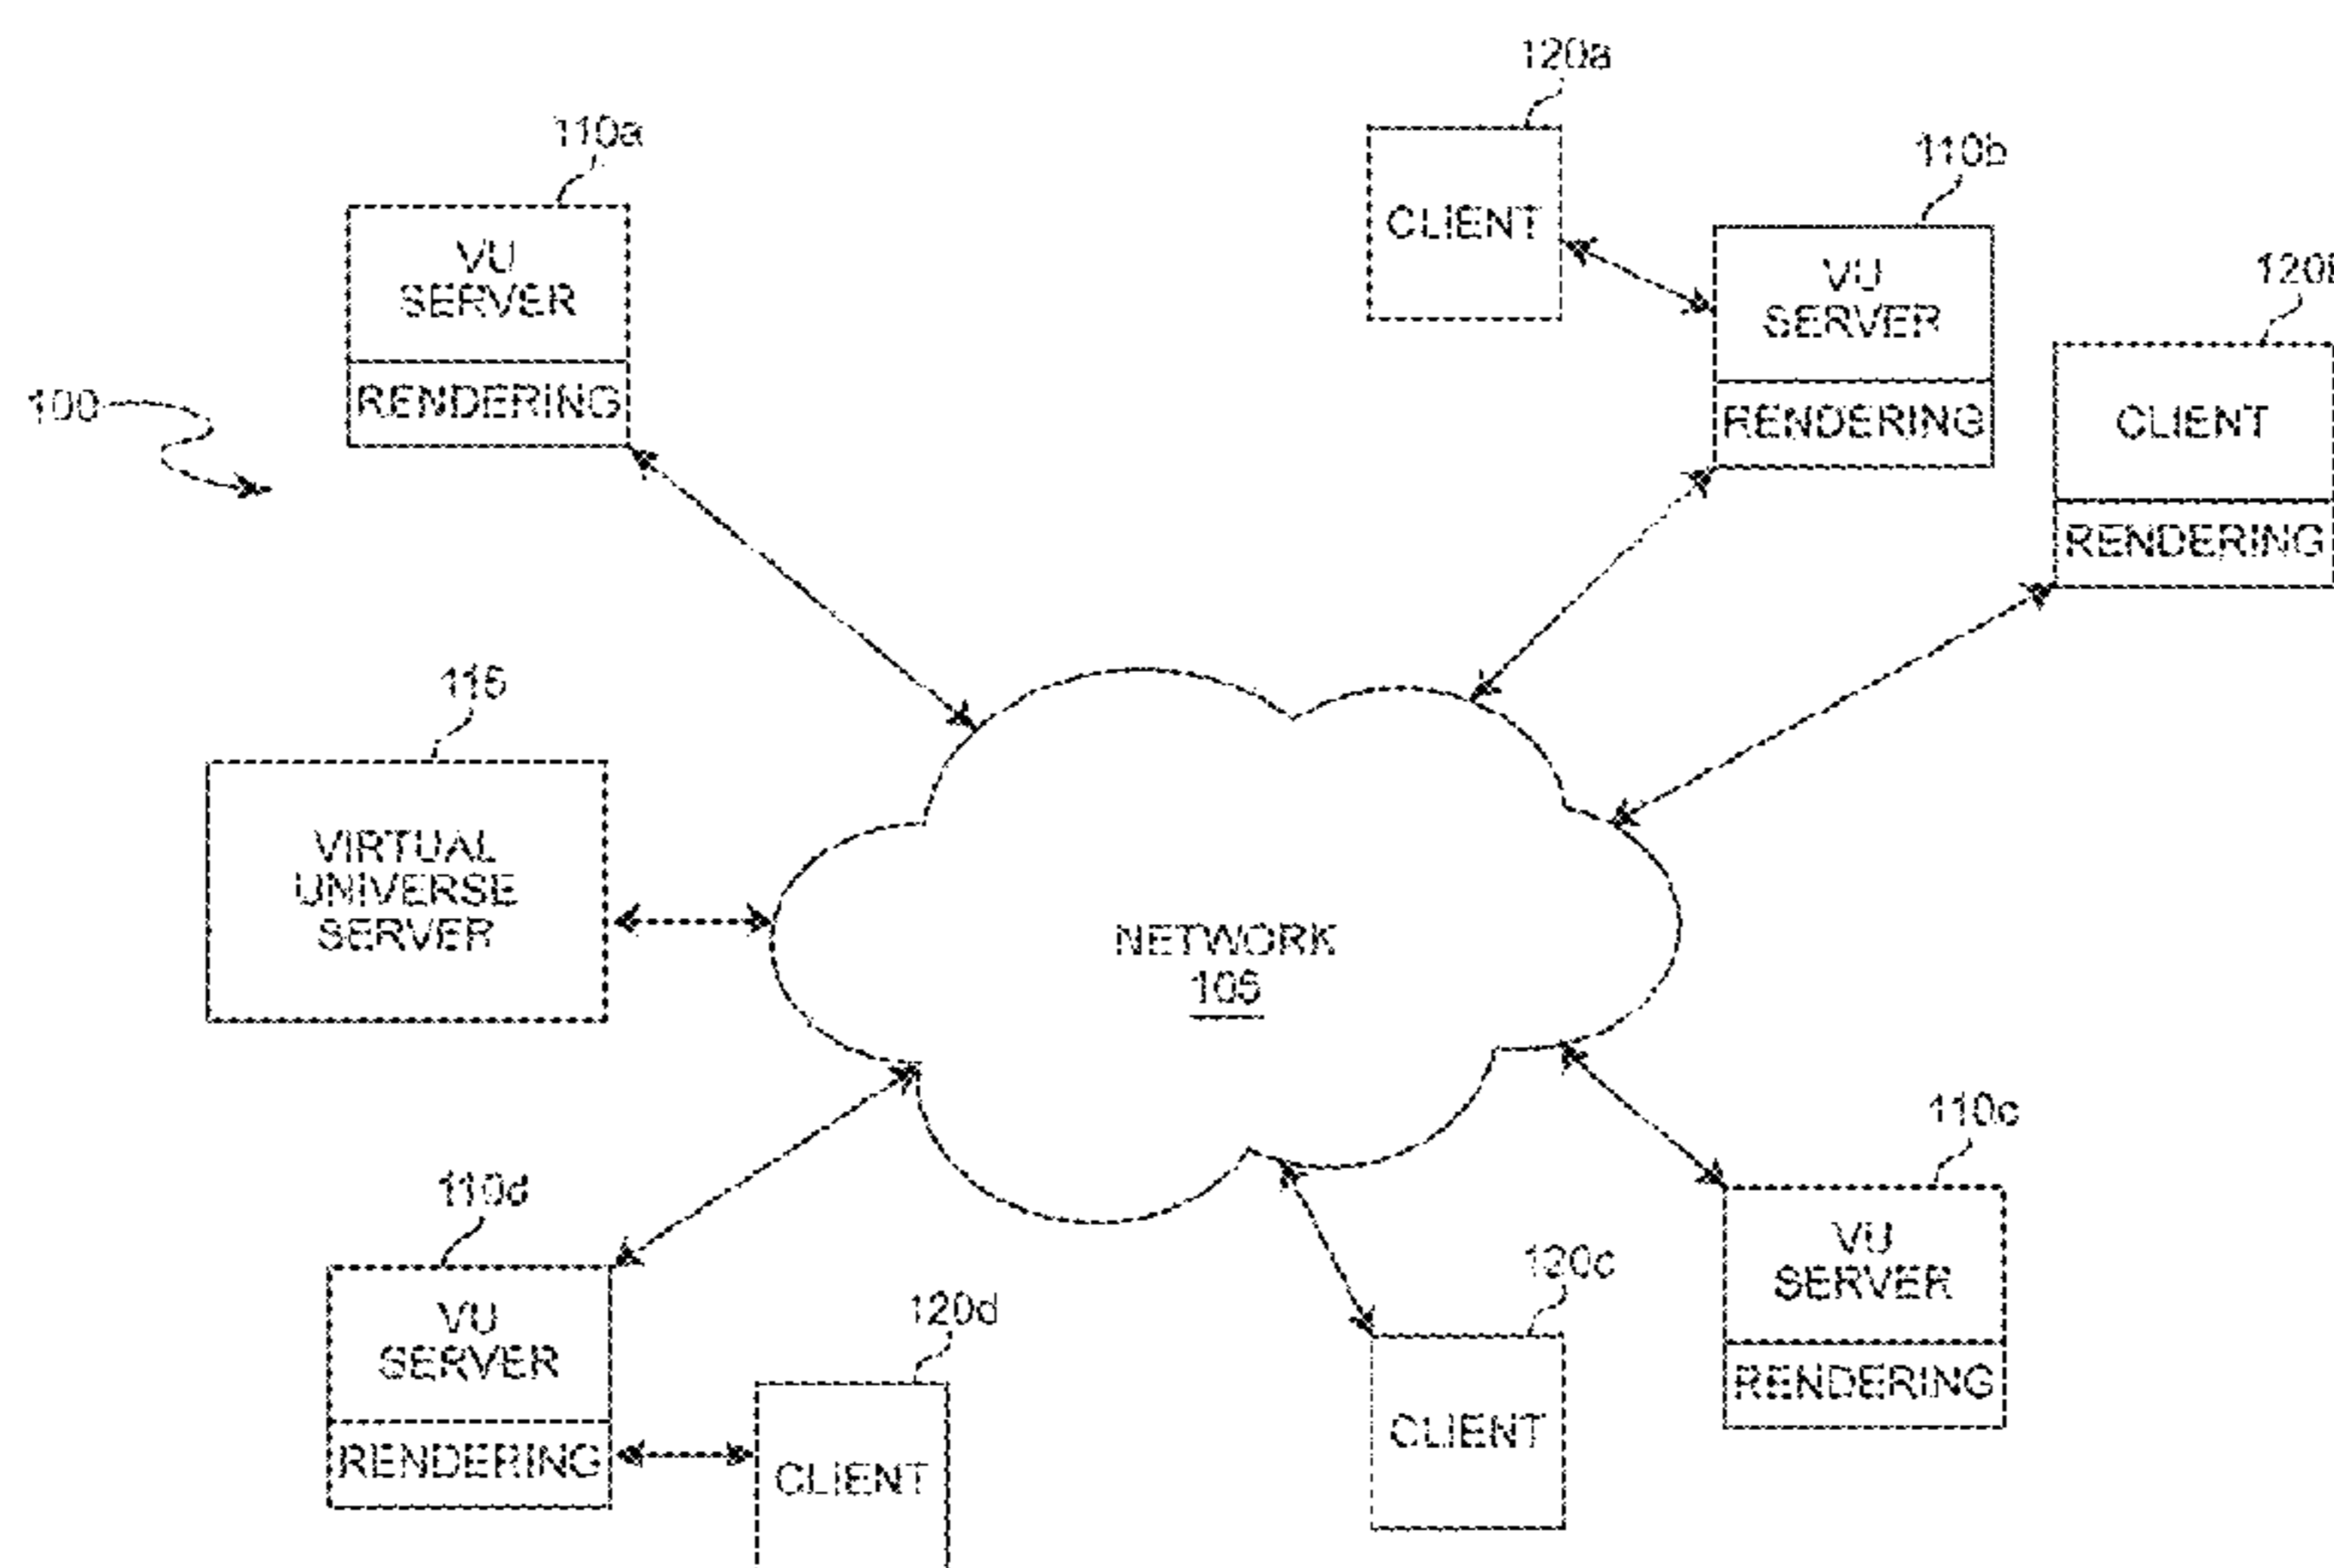 120a
110a
110b
CLIENT
VU
SERVER
VU
SERVER
120b
100
RENDERING
RENDERING
CLIENT
RENDERING
115
VIRTUAL
UNIVERSE
SERVER
NETWORK
105
110c
110d
VU
SERVER
120c
120d
VU
SERVER
RENDERING
CLIENT
RENDERING
CLIENT